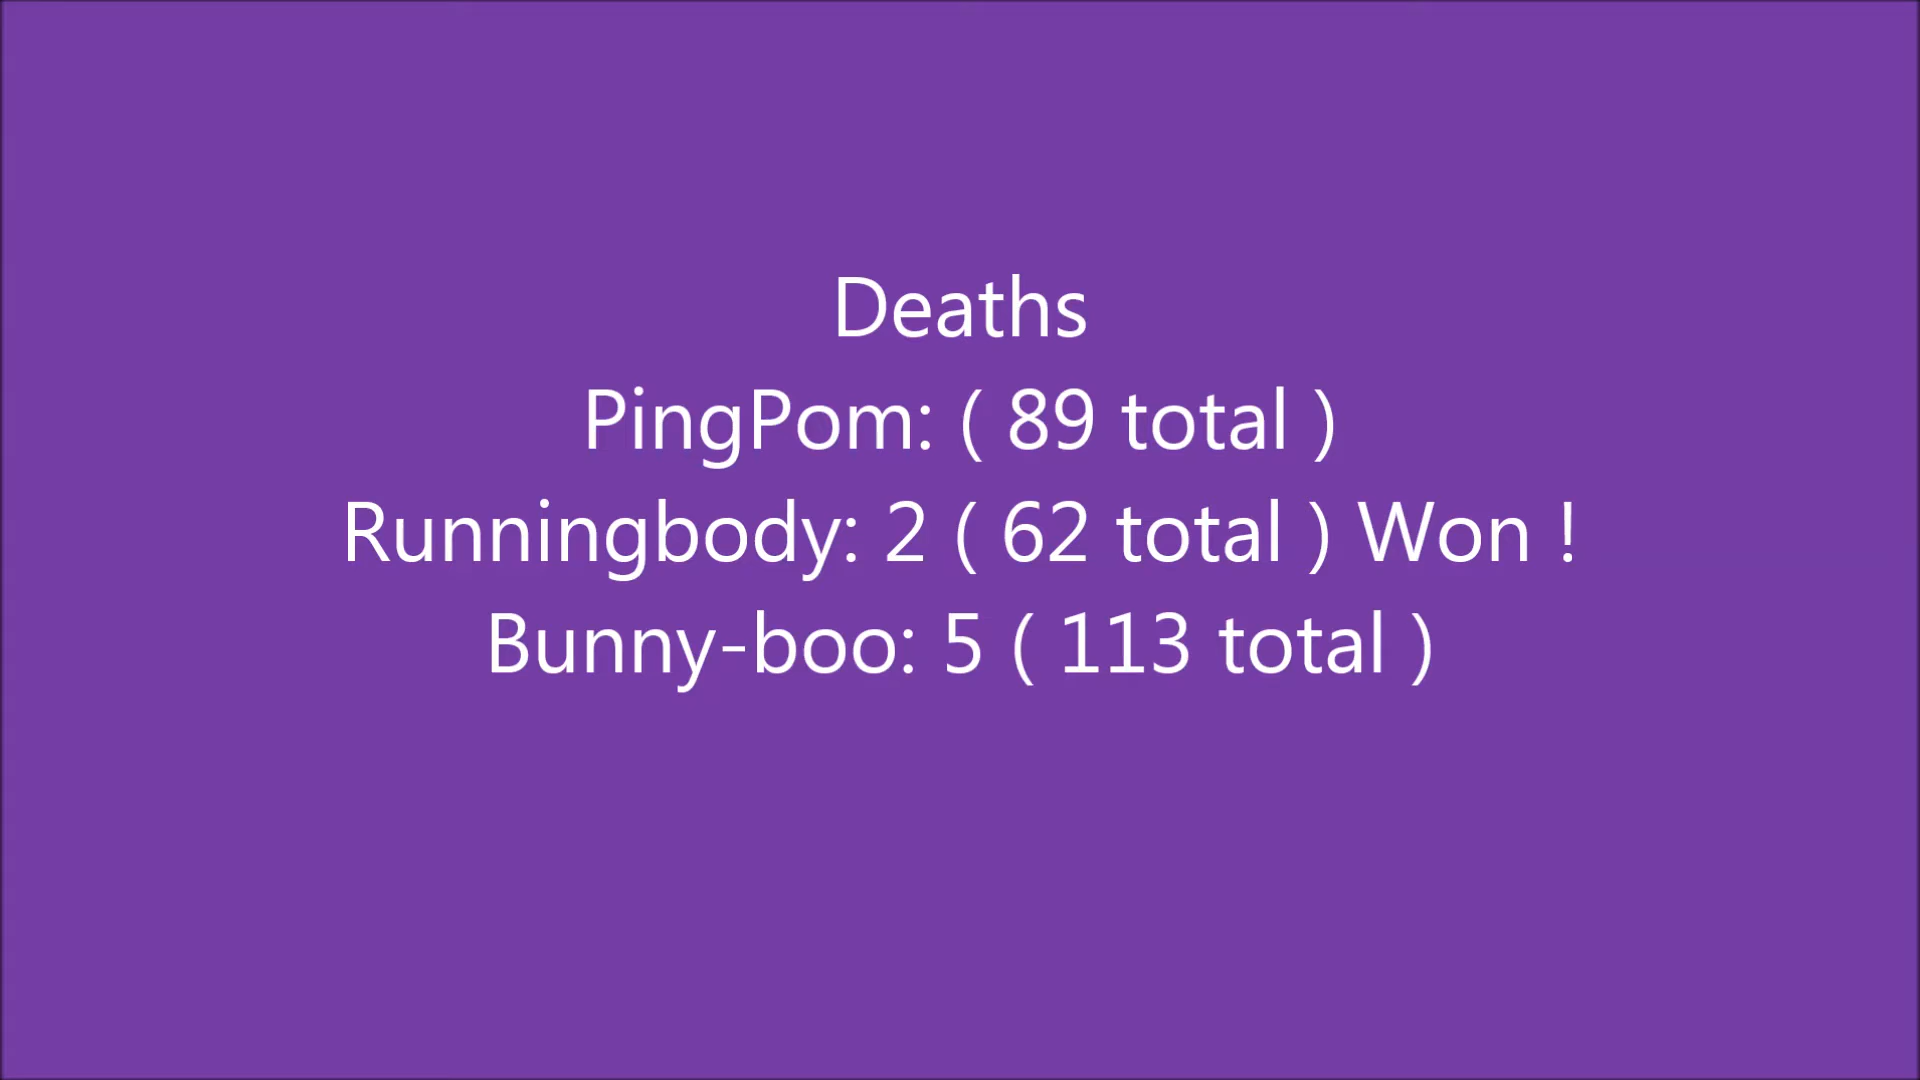 Deaths
PingPom: ( 89 total )
Runningbody: 2 ( 62 total ) Won !
Bunny-boo: 5 ( 113 total )